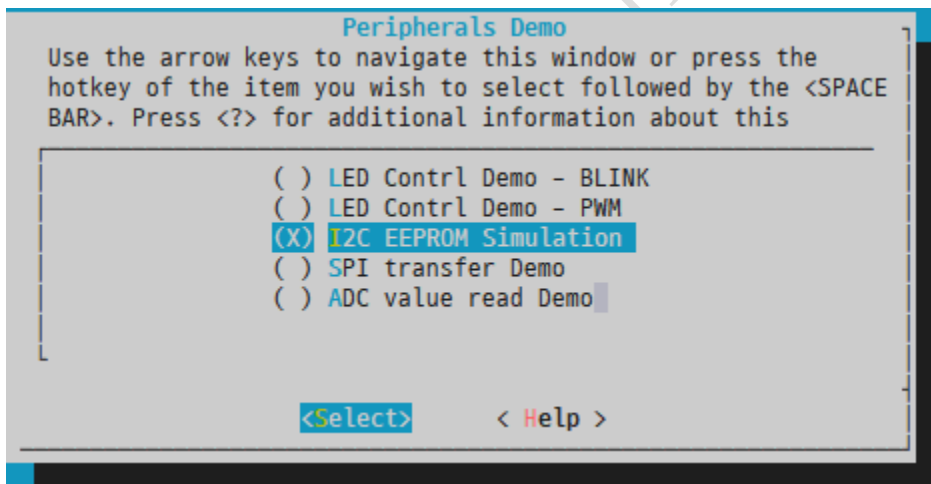 Peripherals Demo
Use the arrow keys to navigate this window or press the
hotkey of the item you wish to select followed by the <SPACE
BAR>. Press <?> for additional information about this
( ) LED Contrl Demo – BLINK
( ) LED Contrl Demo – PWM
(X) I2C EEPROM Simulation
( ) SPI transfer Demo
( ) ADC value read Demo
<Select> < Help >